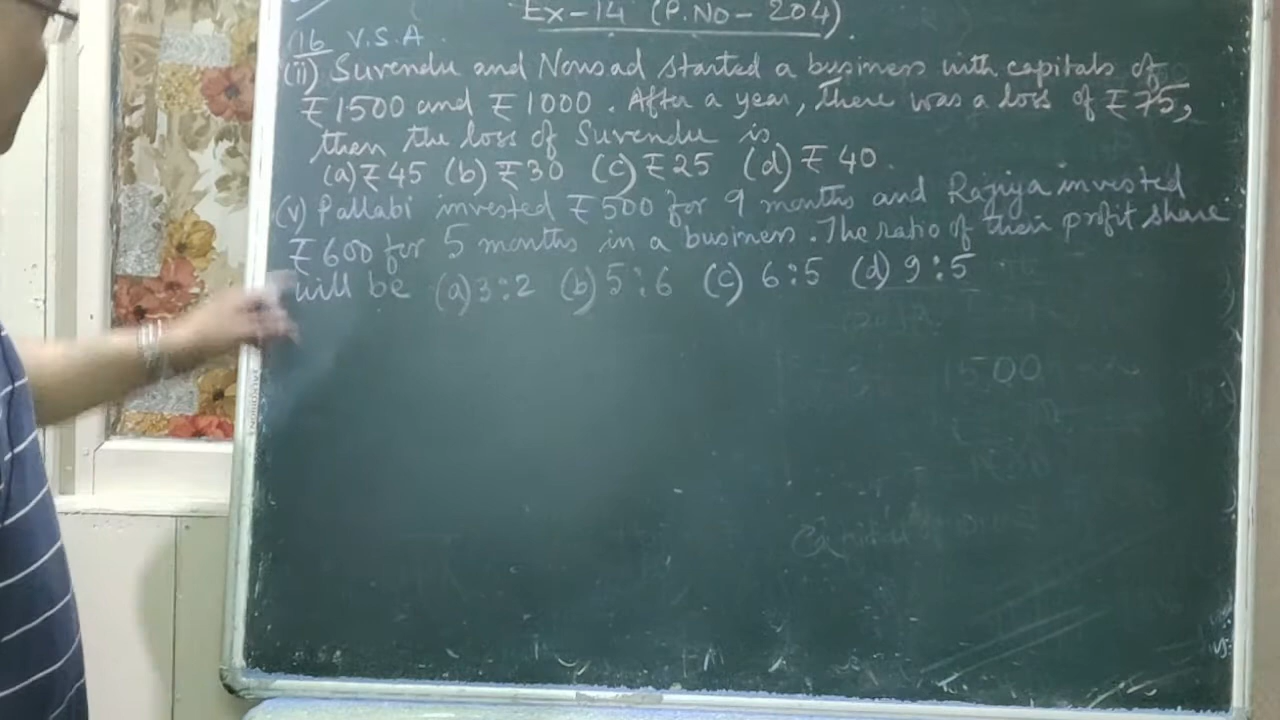 Ex-14 (P.No- 204).
16 V.S.A.
(ii) Suvendu and Nousad started a business with capitals of
₹1500 and ₹1000. After a year, there was a loss of ₹75,
then the loss of Suvendu is
(a) ₹45 (b) ₹30 (c) ₹25 (d) ₹40.
(v) Pallabi invested ₹500 for 9 months and Rajiya invested
₹600 for 5 months in a business. The ratio of their profit share
will be (a) 3:2 (b) 5:6 (c) 6:5 (d) 9:5
1500